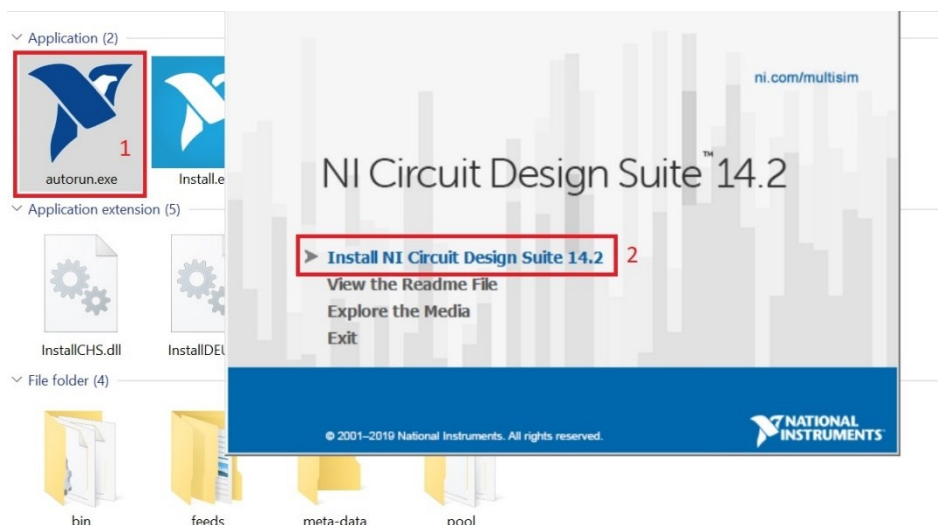 Application (2)
1
autorun.exe
Install.e
Application extension (5)
InstallCHS.dll
InstallDEU
File folder (4)
bin
feeds
meta-data
pool
ni.com/multisim
NI Circuit Design Suite™ 14.2
Install NI Circuit Design Suite 14.2
2
View the Readme File
Explore the Media
Exit
© 2001–2019 National Instruments. All rights reserved.
NATIONAL
INSTRUMENTS